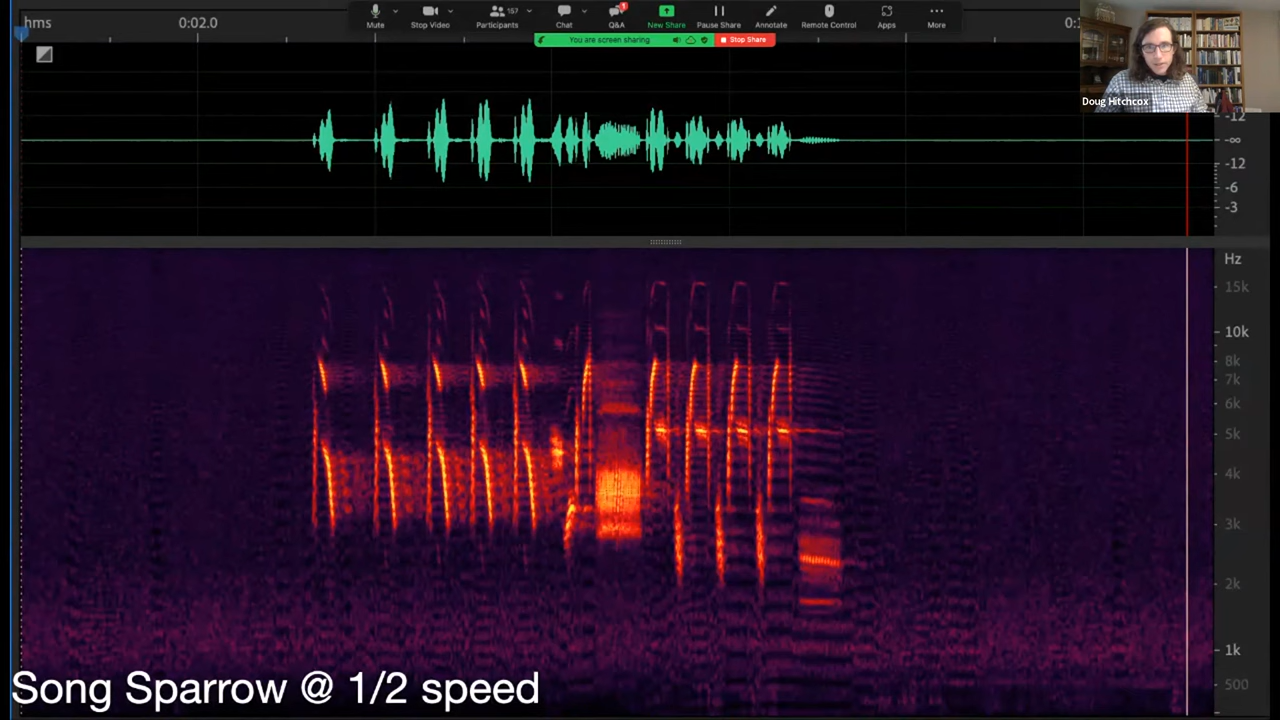 hms
0:02.0
Mute
Stop Video
157
Participants
Chat
1
Q&A
New Share
Pause Share
Annotate
Remote Control
Apps
More
You are screen sharing
Stop Share
Doug Hitchcox
-12
-∞
-12
-6
-3
Hz
15k
10k
8k
7k
6k
5k
4k
3k
2k
1k
500
Song Sparrow @ 1/2 speed